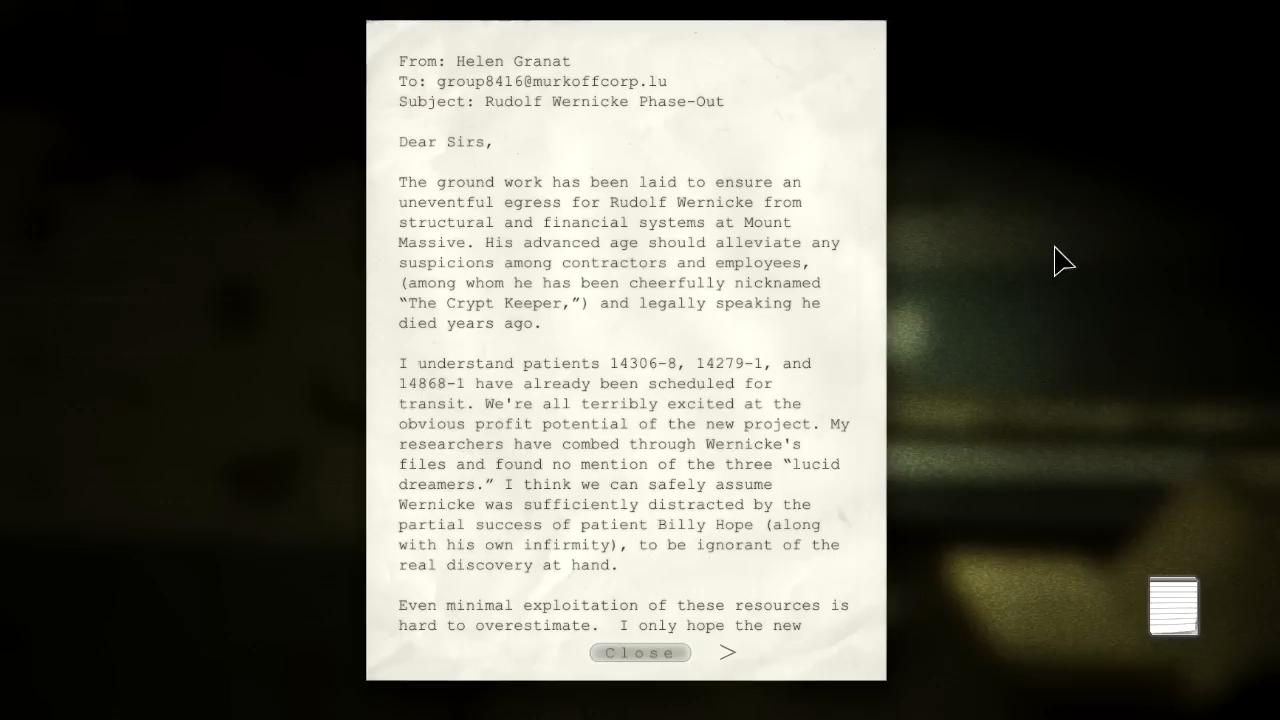 From: Helen Granat
To: group8416@murkoffcorp.lu
Subject: Rudolf Wernicke Phase-Out
Dear Sirs,
The ground work has been laid to ensure an
uneventful egress for Rudolf Wernicke from
structural and financial systems at Mount
Massive. His advanced age should alleviate any
suspicions among contractors and employees,
(among whom he has been cheerfully nicknamed
“The Crypt Keeper,”) and legally speaking he
died years ago.
I understand patients 14306-8, 14279-1, and
14868-1 have already been scheduled for
transit. We're all terribly excited at the
obvious profit potential of the new project. My
researchers have combed through Wernicke's
files and found no mention of the three “lucid
dreamers.” I think we can safely assume
Wernicke was sufficiently distracted by the
partial success of patient Billy Hope (along
with his own infirmity), to be ignorant of the
real discovery at hand.
Even minimal exploitation of these resources is
hard to overestimate.  I only hope the new
Close >